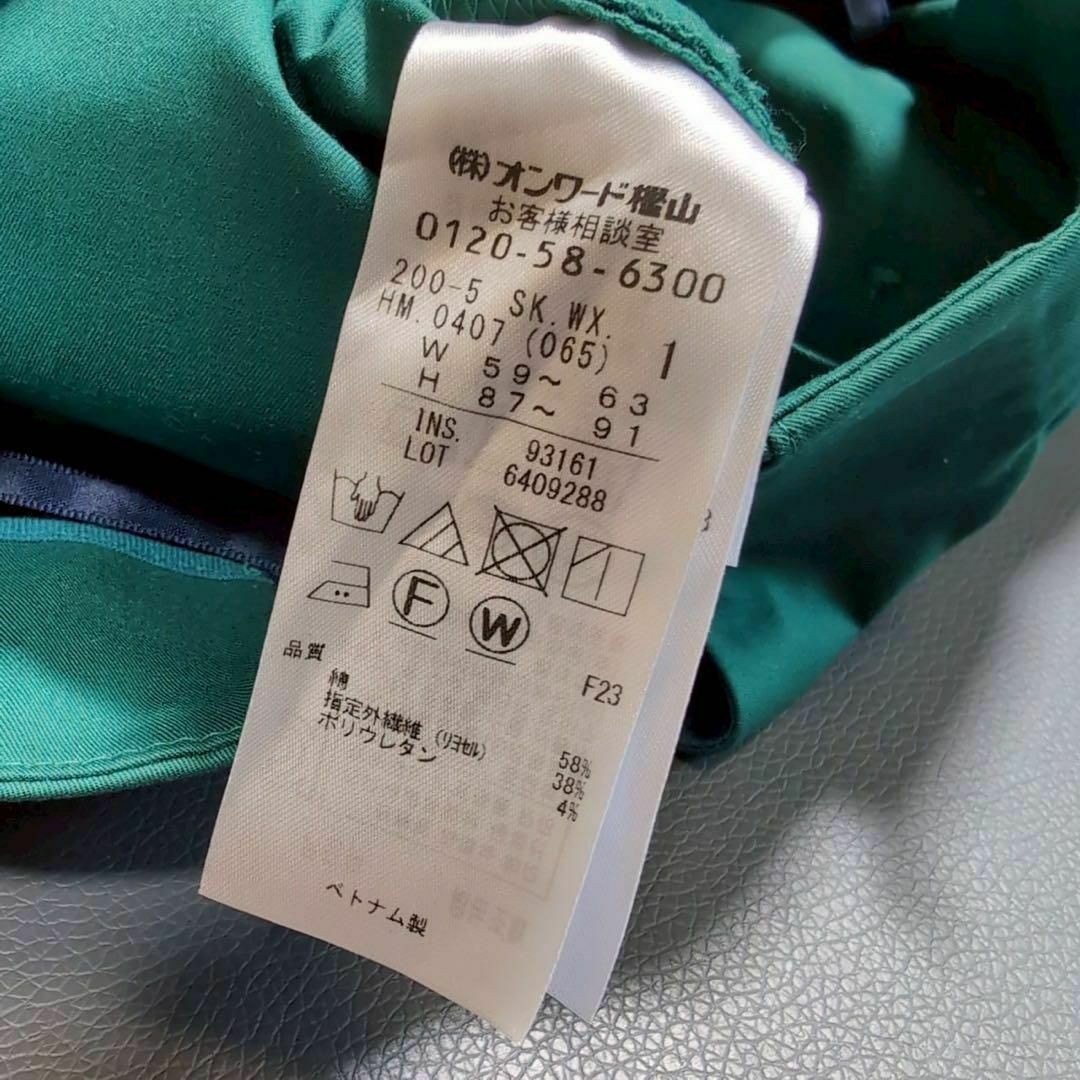 (株)オンワード樫山
お客様相談室
0120-58-6300
200-5 SK.WX.
HM.0407 (065) 1
W 59~ 63
H 87~ 91
INS. 93161
LOT 6409288
F
W
品質 F23
綿 58%
指定外繊維(リヨセル) 38%
ポリウレタン 4%
ベトナム製